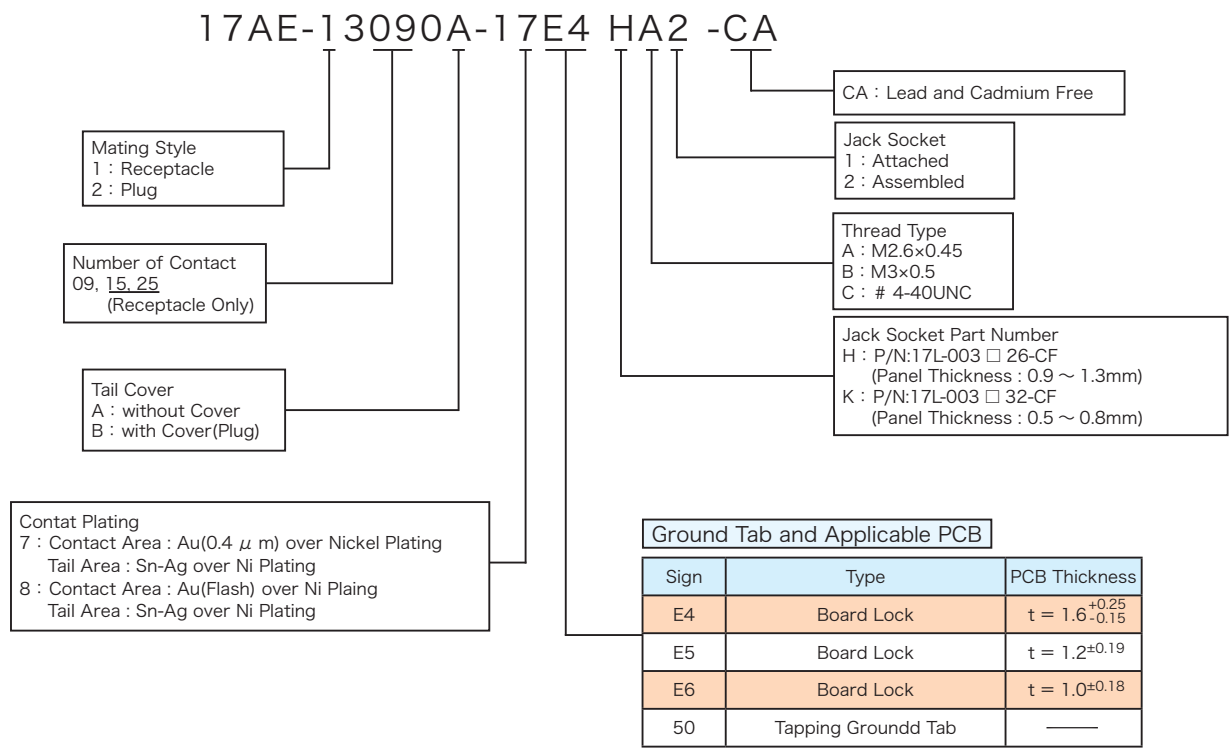 17AE-13090A-17E4 HA2 -CA
CA : Lead and Cadmium Free
Mating Style
1 : Receptacle
2 : Plug
Jack Socket
1 : Attached
2 : Assembled
Number of Contact
09, 15, 25
(Receptacle Only)
Thread Type
A : M2.6×0.45
B : M3×0.5
C : # 4-40UNC
Jack Socket Part Number
H : P/N:17L-003 □ 26-CF
(Panel Thickness : 0.9 ~ 1.3mm)
K : P/N:17L-003 □ 32-CF
(Panel Thickness : 0.5 ~ 0.8mm)
Tail Cover
A : without Cover
B : with Cover(Plug)
Contat Plating
7 : Contact Area : Au(0.4 μ m) over Nickel Plating
Tail Area : Sn-Ag over Ni Plating
8 : Contact Area : Au(Flash) over Ni Plaing
Tail Area : Sn-Ag over Ni Plating
Ground Tab and Applicable PCB
Sign Type PCB Thickness
E4 Board Lock t = 1.6 +0.25 -0.15
E5 Board Lock t = 1.2±0.19
E6 Board Lock t = 1.0±0.18
50 Tapping Groundd Tab ———